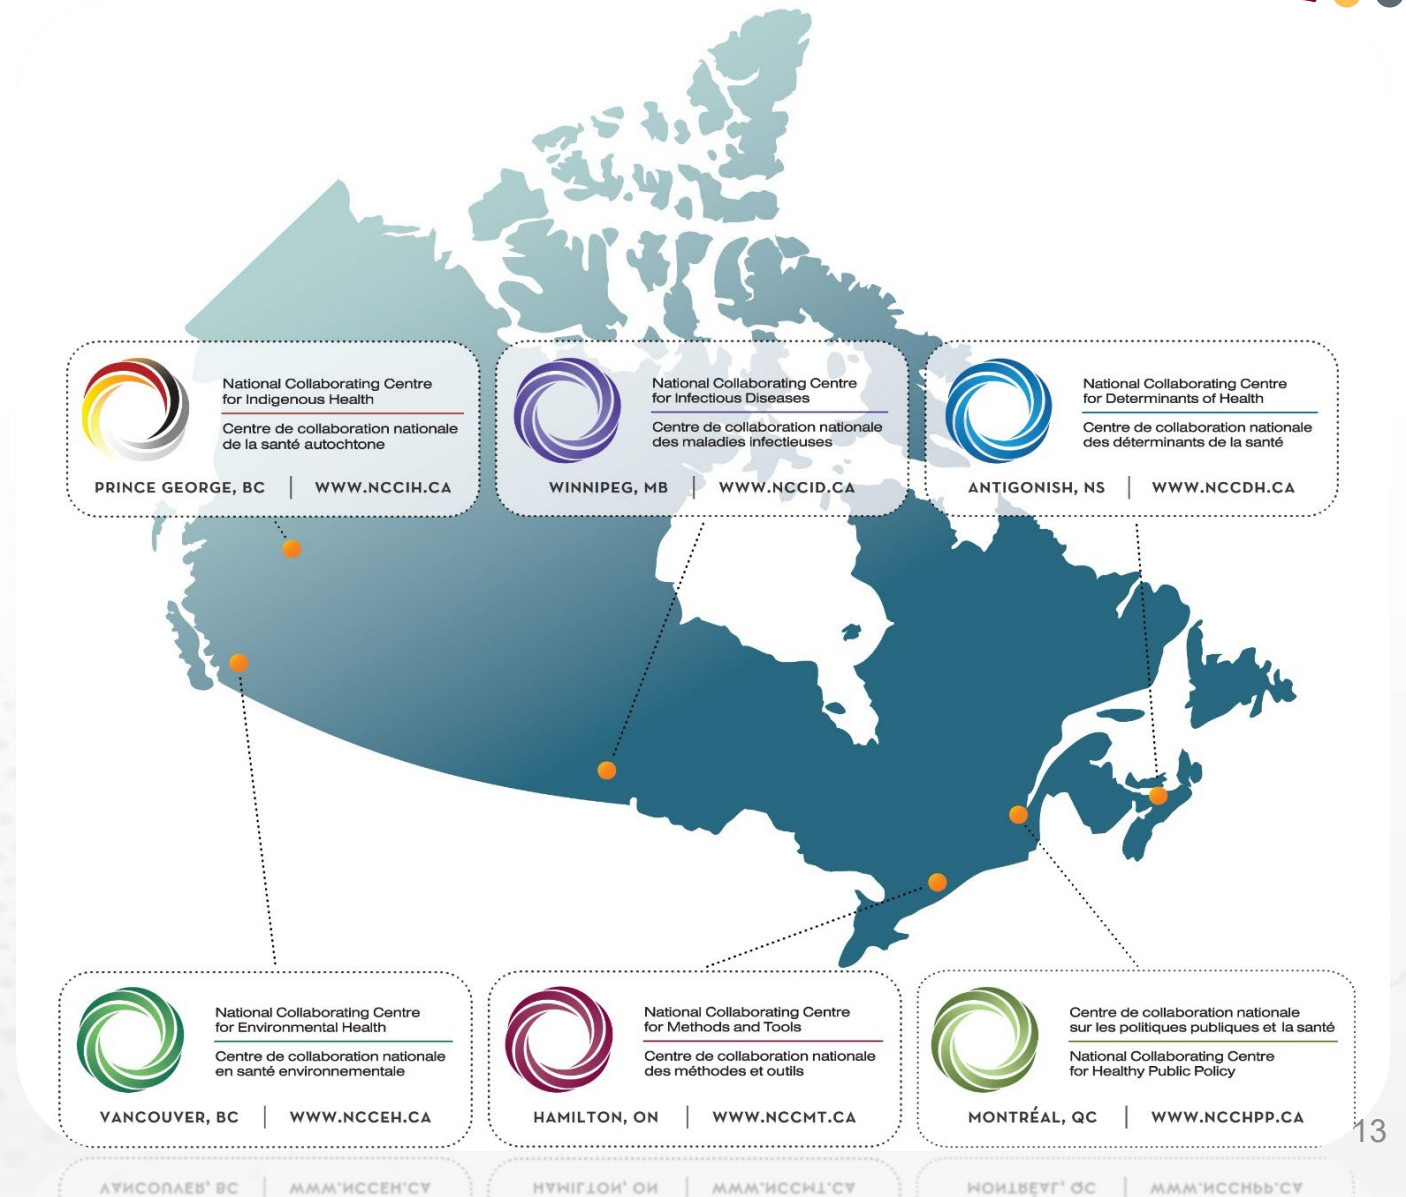 National Collaborating Centre
for Indigenous Health
Centre de collaboration nationale
de la santé autochtone
PRINCE GEORGE, BC | WWW.NCCIH.CA
National Collaborating Centre
for Infectious Diseases
Centre de collaboration nationale
des maladies infectieuses
WINNIPEG, MB | WWW.NCCID.CA
National Collaborating Centre
for Determinants of Health
Centre de collaboration nationale
des déterminants de la santé
ANTIGONISH, NS | WWW.NCCDH.CA
National Collaborating Centre
for Environmental Health
Centre de collaboration nationale
en santé environnementale
VANCOUVER, BC | WWW.NCCEH.CA
National Collaborating Centre
for Methods and Tools
Centre de collaboration nationale
des méthodes et outils
HAMILTON, ON | WWW.NCCMT.CA
Centre de collaboration nationale
sur les politiques publiques et la santé
National Collaborating Centre
for Healthy Public Policy
MONTRÉAL, QC | WWW.NCCHPP.CA
13